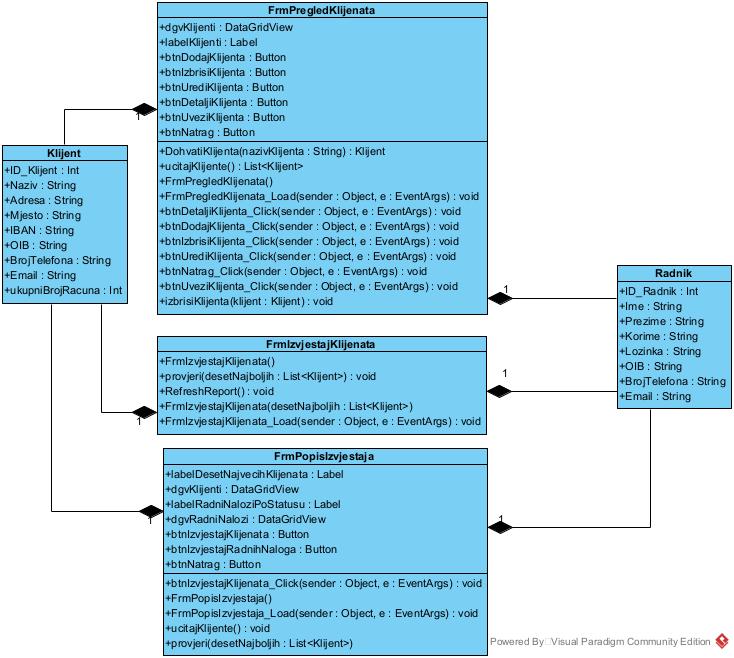 FrmPregledKlijenata
+dgvKlijenti : DataGridView
+labelKlijenti : Label
+btnDodajKlijenta : Button
+btnIzbrisiKlijenta : Button
+btnUrediKlijenta : Button
+btnDetaljiKlijenta : Button
+btnUveziKlijenta : Button
+btnNatrag : Button
+DohvatiKlijenta(nazivKlijenta : String) : Klijent
+ucitajKlijente() : List<Klijent>
+FrmPregledKlijenata()
+FrmPregledKlijenata_Load(sender : Object, e : EventArgs) : void
+btnDetaljiKlijenta_Click(sender : Object, e : EventArgs) : void
+btnDodajKlijenta_Click(sender : Object, e : EventArgs) : void
+btnIzbrisiKlijenta_Click(sender : Object, e : EventArgs) : void
+btnUrediKlijenta_Click(sender : Object, e : EventArgs) : void
+btnNatrag_Click(sender : Object, e : EventArgs) : void
+btnUveziKlijenta_Click(sender : Object, e : EventArgs) : void
+izbrisiKlijenta(klijent : Klijent) : void
1
Klijent
+ID_Klijent : Int
+Naziv : String
+Adresa : String
+Mjesto : String
+IBAN : String
+OIB : String
+BrojTelefona : String
+Email : String
+ukupniBrojRacuna : Int
1
Radnik
+ID_Radnik : Int
+Ime : String
+Prezime : String
+Korime : String
+Lozinka : String
+OIB : String
+BrojTelefona : String
+Email : String
FrmIzvjestajKlijenata
+FrmIzvjestajKlijenata()
+provjeri(desetNajboljih : List<Klijent>) : void
+RefreshReport() : void
+FrmIzvjestajKlijenata(desetNajboljih : List<Klijent>)
+FrmIzvjestajKlijenata_Load(sender : Object, e : EventArgs) : void
1
1
FrmPopisIzvjestaja
+labelDesetNajvecihKlijenata : Label
+dgvKlijenti : DataGridView
+labelRadniNaloziPoStatusu : Label
+dgvRadniNalozi : DataGridView
+btnIzvjestajKlijenata : Button
+btnIzvjestajRadnihNaloga : Button
+btnNatrag : Button
+btnIzvjestajKlijenata_Click(sender : Object, e : EventArgs) : void
+FrmPopisIzvjestaja()
+FrmPopisIzvjestaja_Load(sender : Object, e : EventArgs) : void
+ucitajKlijente() : void
+provjeri(desetNajboljih : List<Klijent>)
1
1
Powered By Visual Paradigm Community Edition